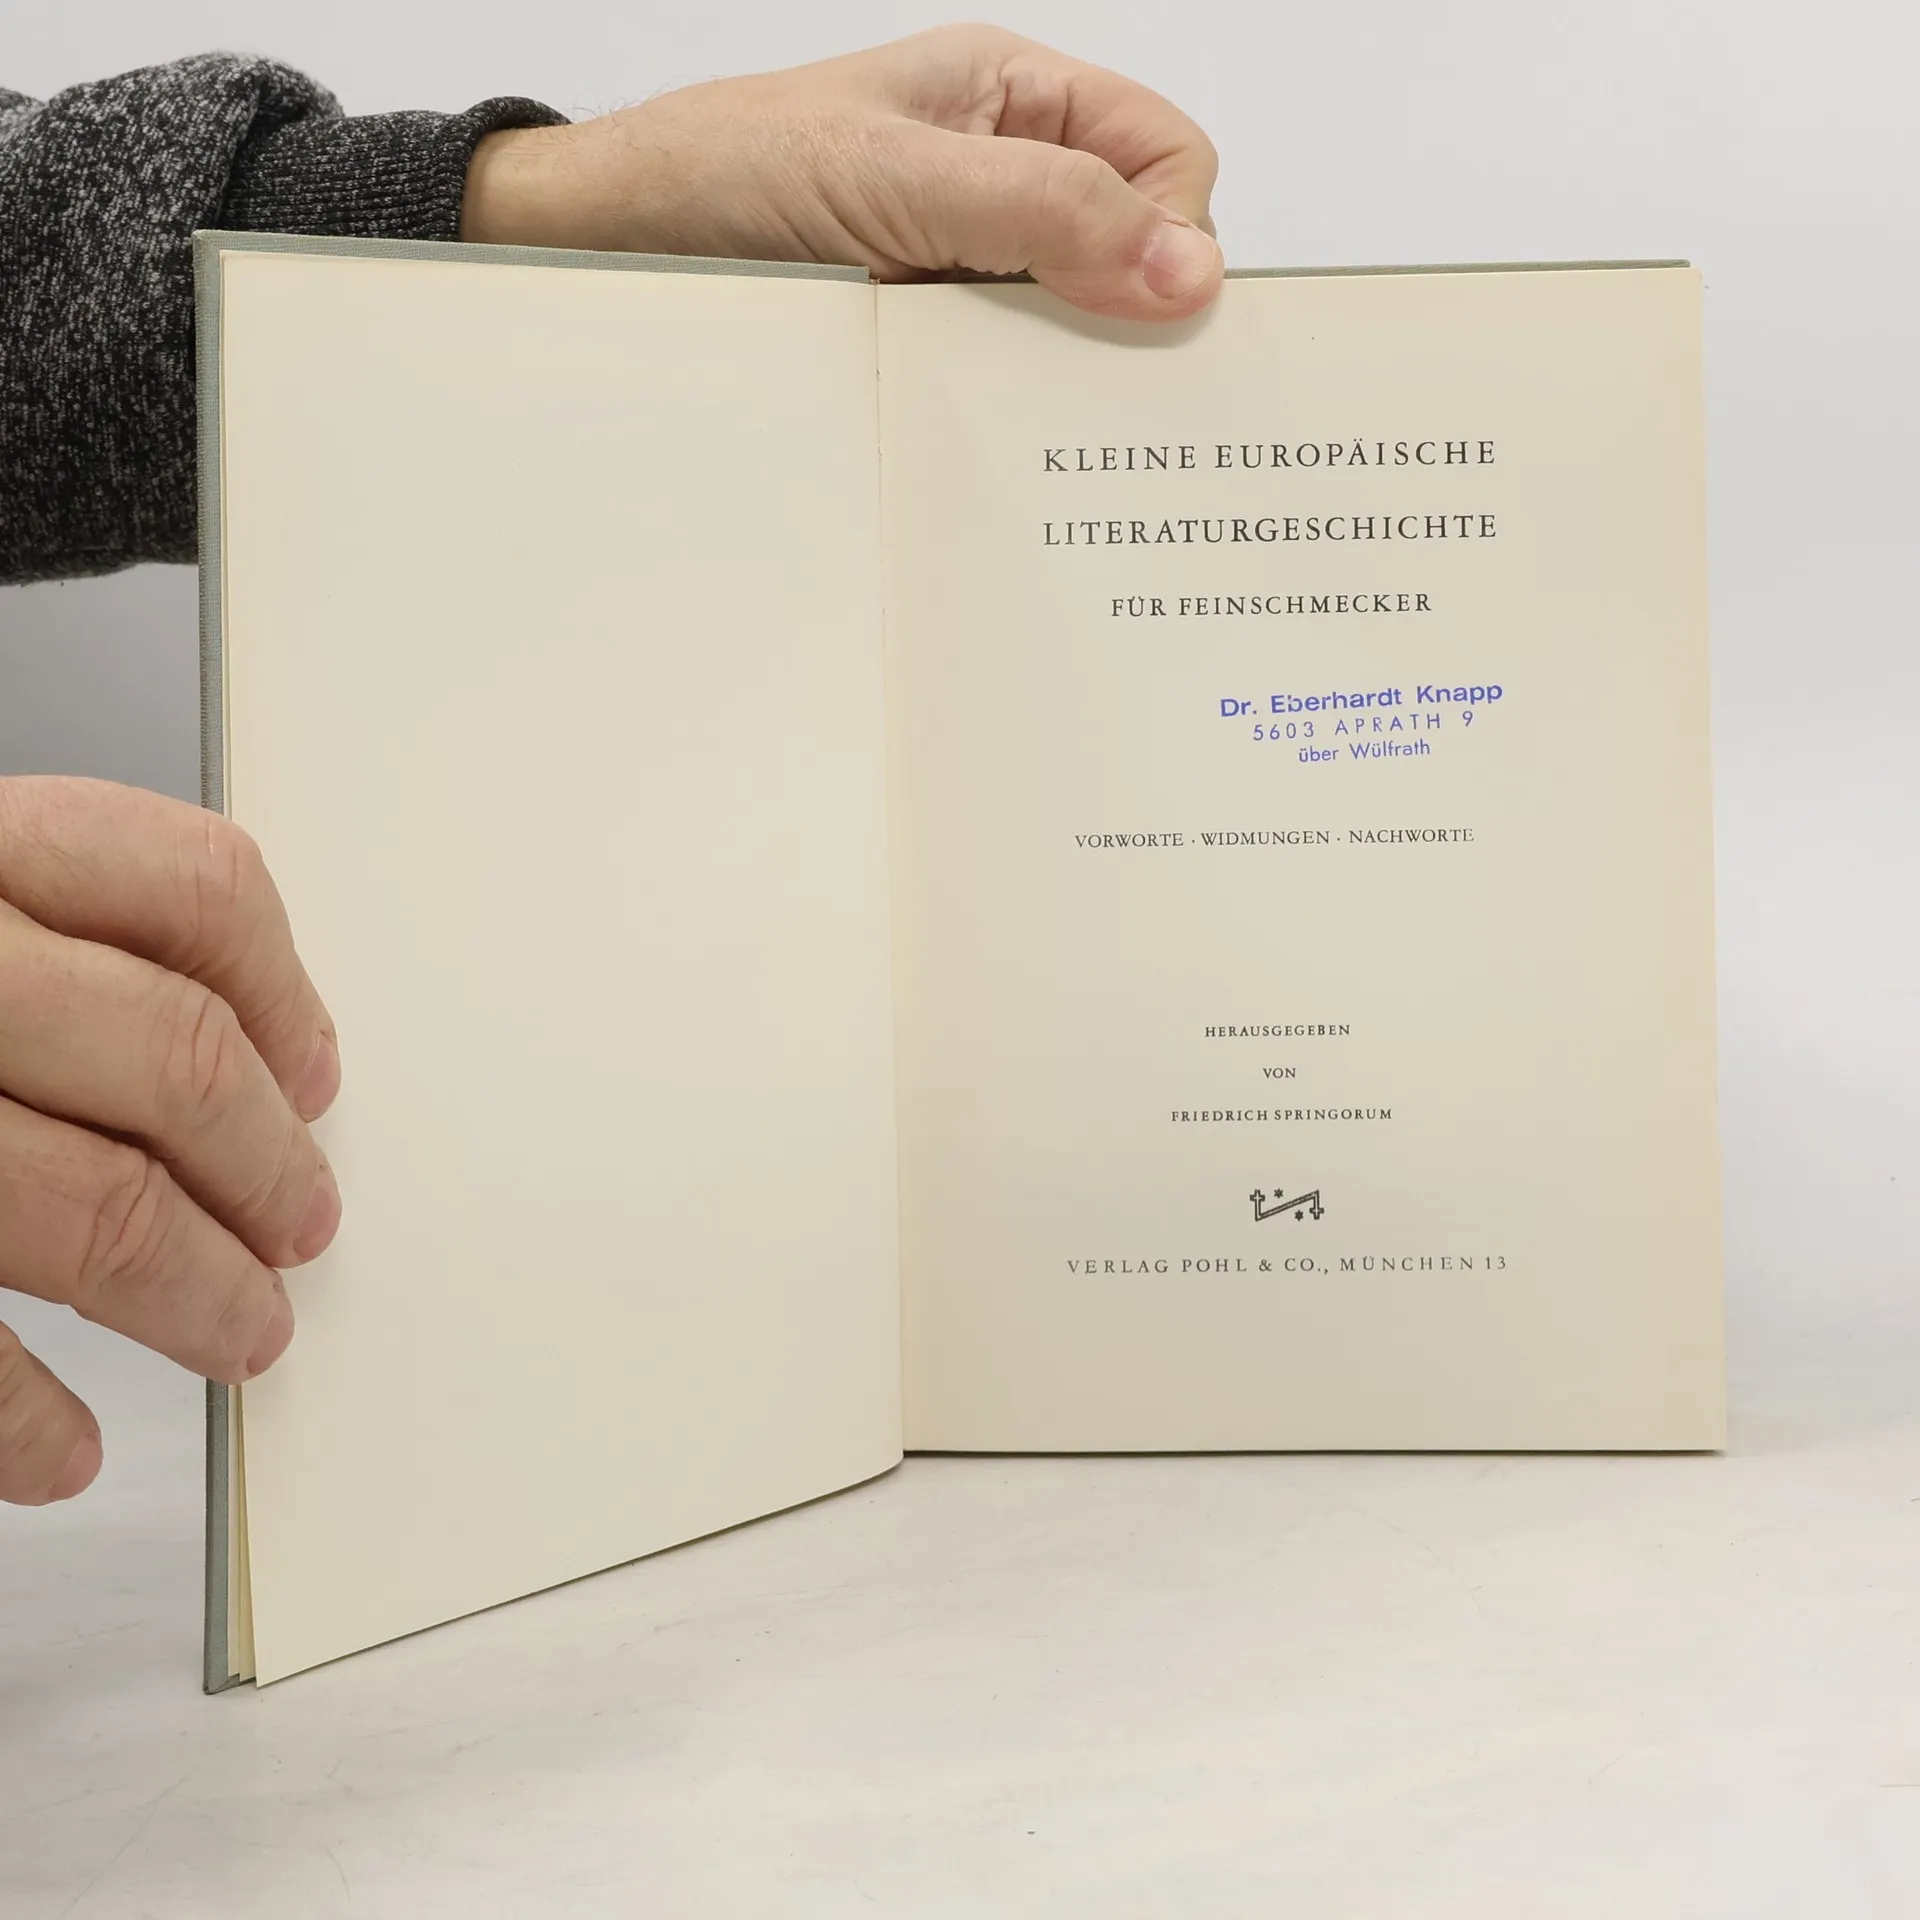 KLEINE EUROPÄISCHE
LITERATURGESCHICHTE
FÜR FEINSCHMECKER
Dr. Eberhardt Knapp
5603 APRATH 9
über Wülfrath
VORWORTE · WIDMUNGEN · NACHWORTE
HERAUSGEGEBEN
VON
FRIEDRICH SPRINGORUM
VERLAG POHL & CO., MÜNCHEN 13